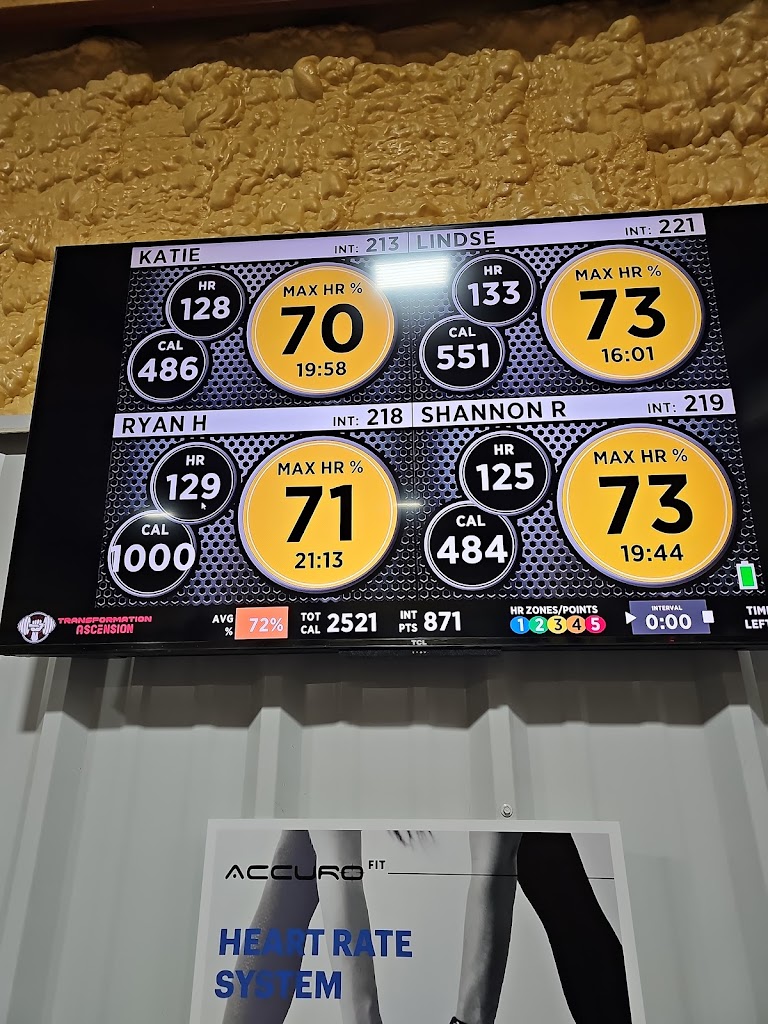 KATIE INT: 213
HR
128
CAL
486
MAX HR %
70
19:58
LINDSE INT: 221
HR
133
CAL
551
MAX HR %
73
16:01
RYAN H INT: 218
HR
129
CAL
1000
MAX HR %
71
21:13
SHANNON R INT: 219
HR
125
CAL
484
MAX HR %
73
19:44
TRANSFORMATION
ASCENSION
AVG
%
72%
TOT
CAL
2521
INT
PTS
871
HR ZONES/POINTS
1 2 3 4 5
INTERVAL
0:00
TIM
LEFT
TCL
ACCURO FIT
HEART RATE
SYSTEM